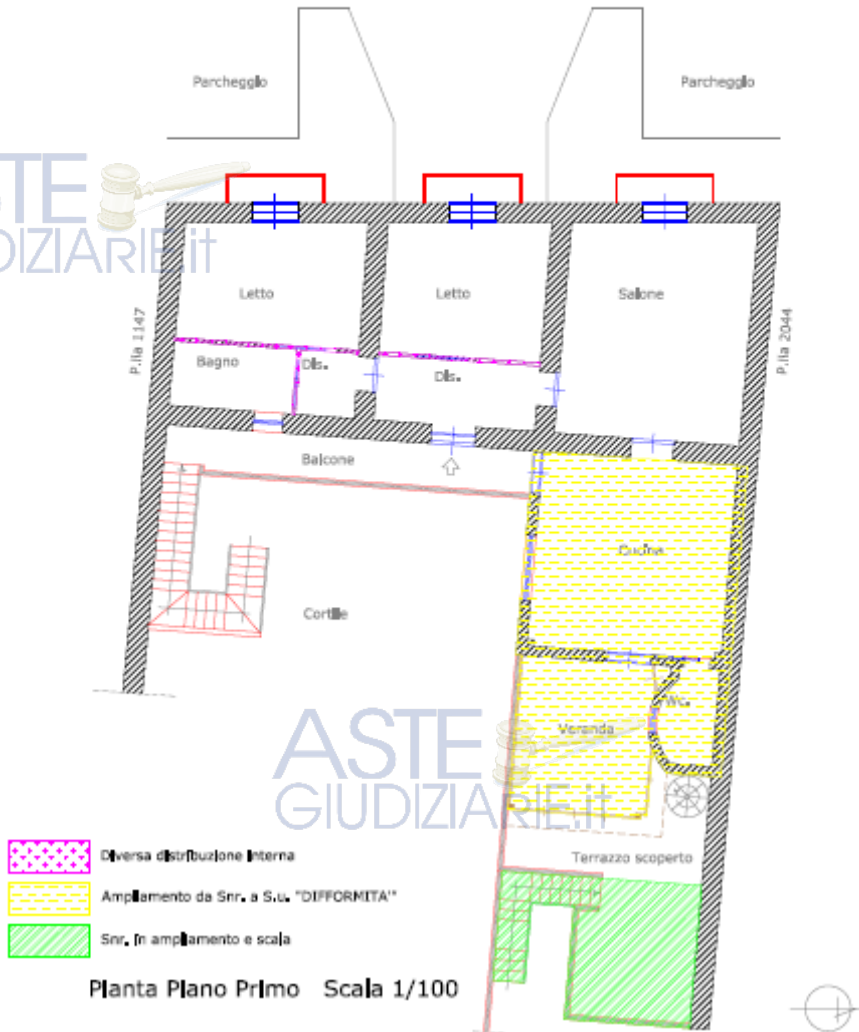 Parcheggio
Parcheggio
ASTE
GIUDIZIARIE.it
P.lla 1147
Letto
Letto
Salone
P.lla 2044
Bagno
Dis.
Dis.
Balcone
Cucina
Cortile
Wc.
Veranda
ASTE
GIUDIZIARIE.it
Terrazzo scoperto
Diversa distribuzione interna
Ampliamento da Snr. a S.u. "DIFFORMITA'"
Snr. in ampliamento e scala
Pianta Piano Primo Scala 1/100